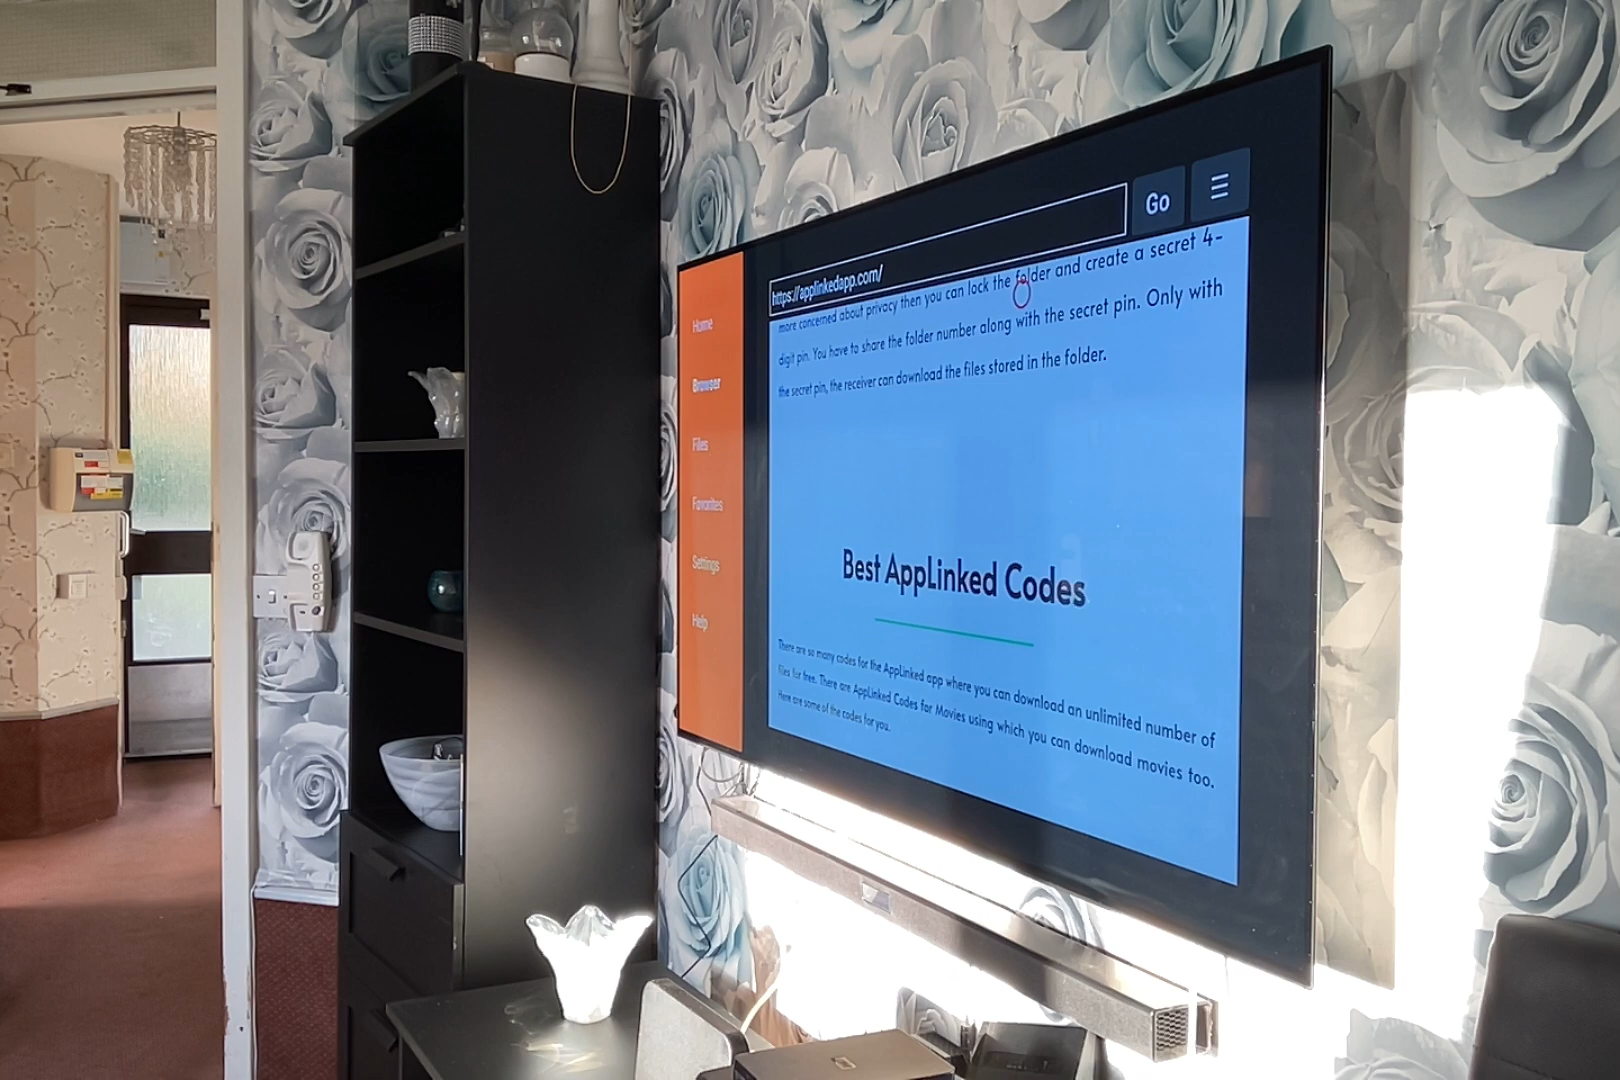 Go
https://applinkedapp.com/
Home
Browser
Files
Favorites
Settings
Help
more concerned about privacy then you can lock the folder and create a secret 4-
digit pin. You have to share the folder number along with the secret pin. Only with
the secret pin, the receiver can download the files stored in the folder.
Best AppLinked Codes
There are so many codes for the AppLinked app where you can download an unlimited number of
files for free. There are AppLinked Codes for Movies using which you can download movies too.
Here are some of the codes for you.